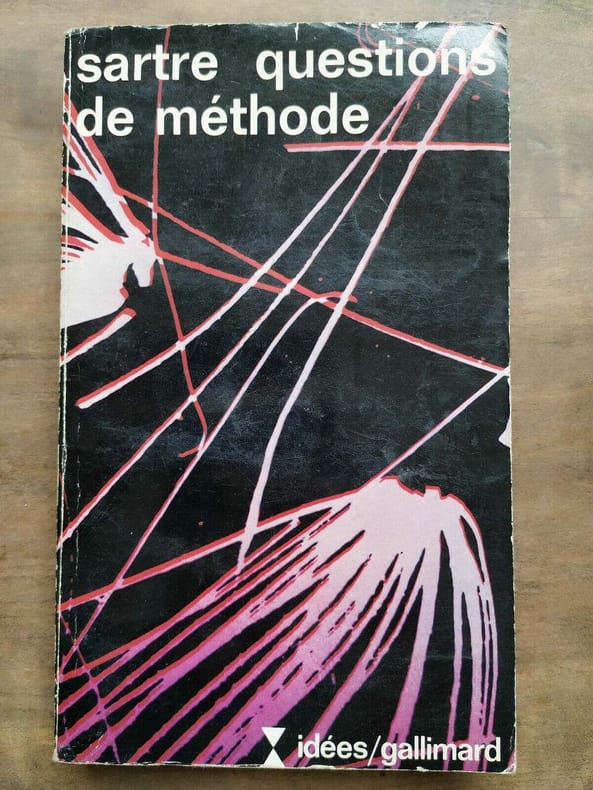 sartre questions
de méthode
idées/gallimard